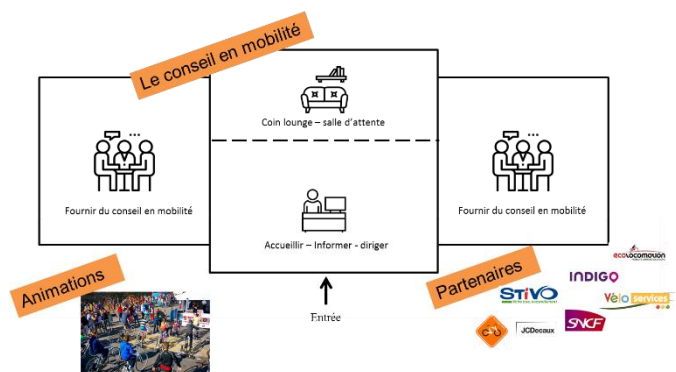 Le conseil en mobilité
Coin lounge – salle d'attente
Fournir du conseil en mobilité
Fournir du conseil en mobilité
Accueillir – Informer - diriger
Entrée
Animations
Partenaires
ecolocomotion
INDIGO
STIVO
Vélo services
JCDecaux
SNCF